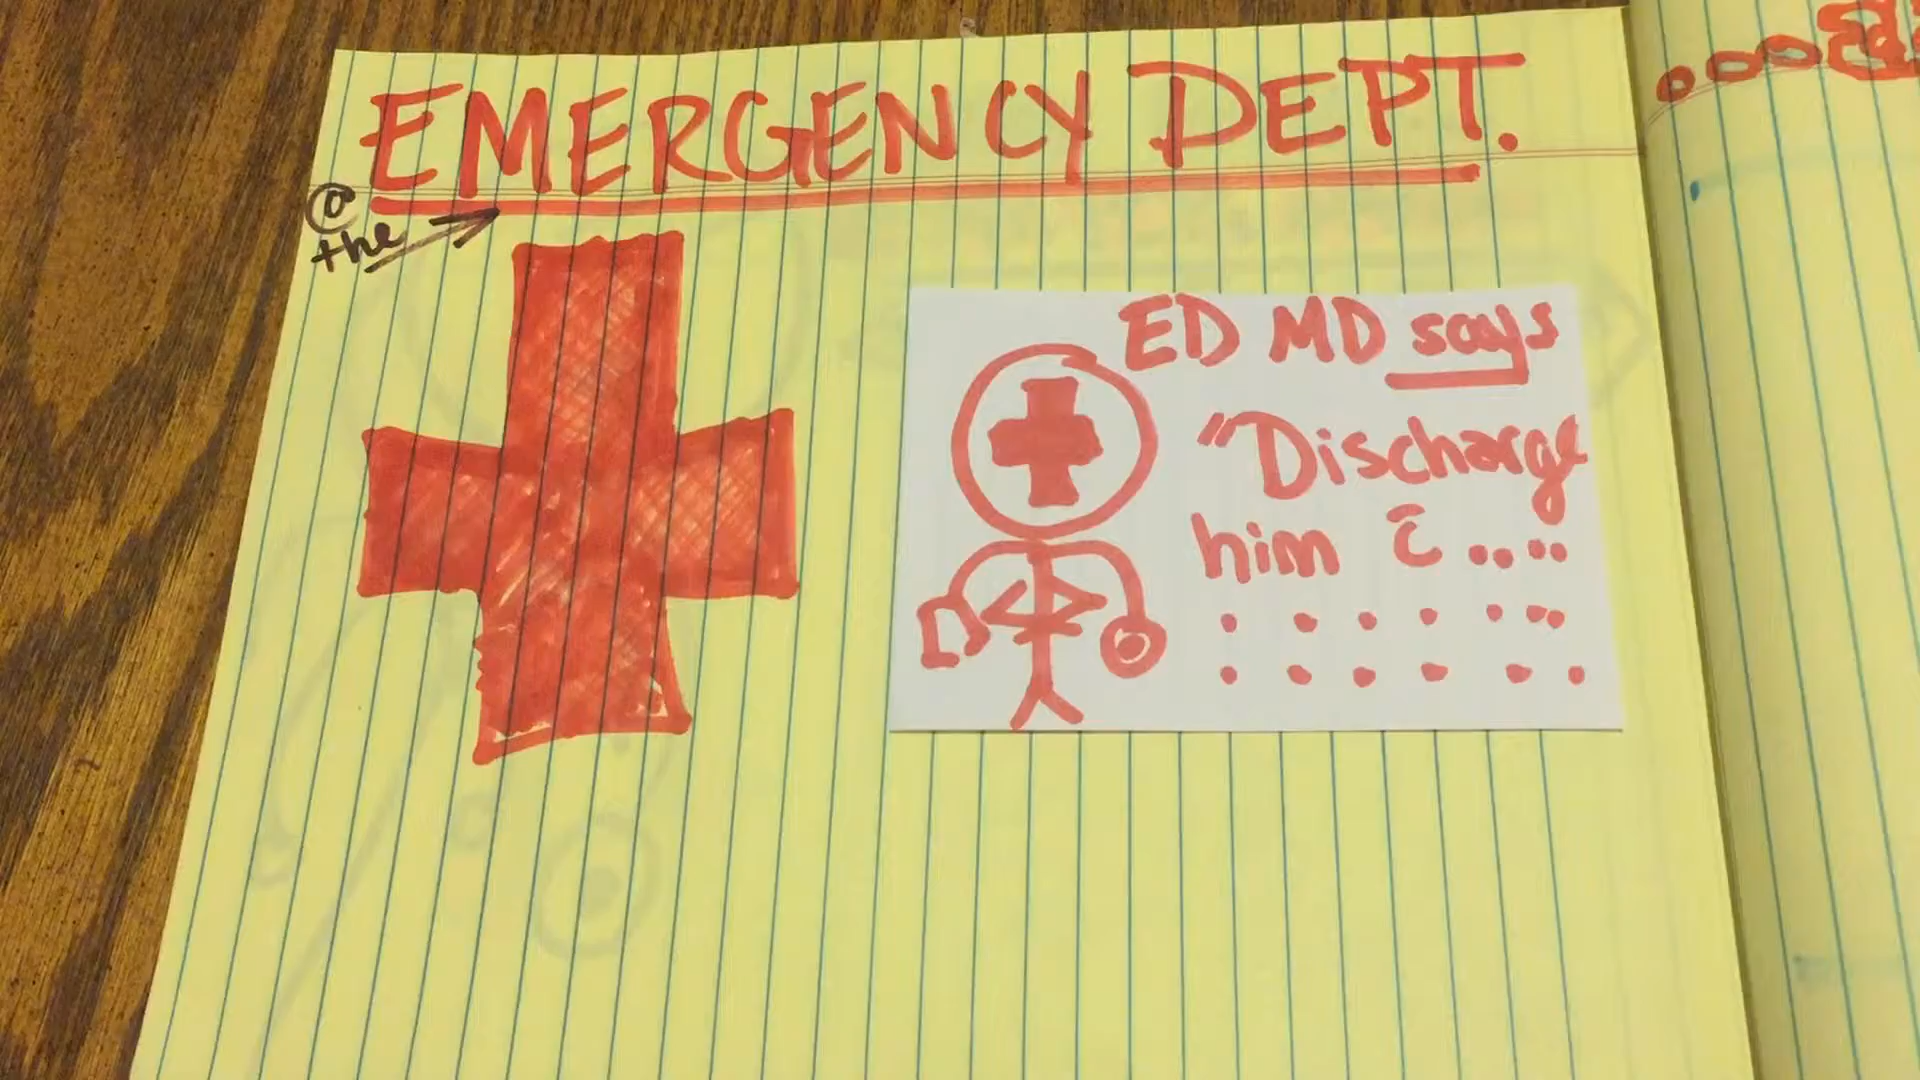 EMERGENCY DEPT.
@
the
ED MD says
"Discharge
him c̄ ....
. . . . . ..
. . . . . .